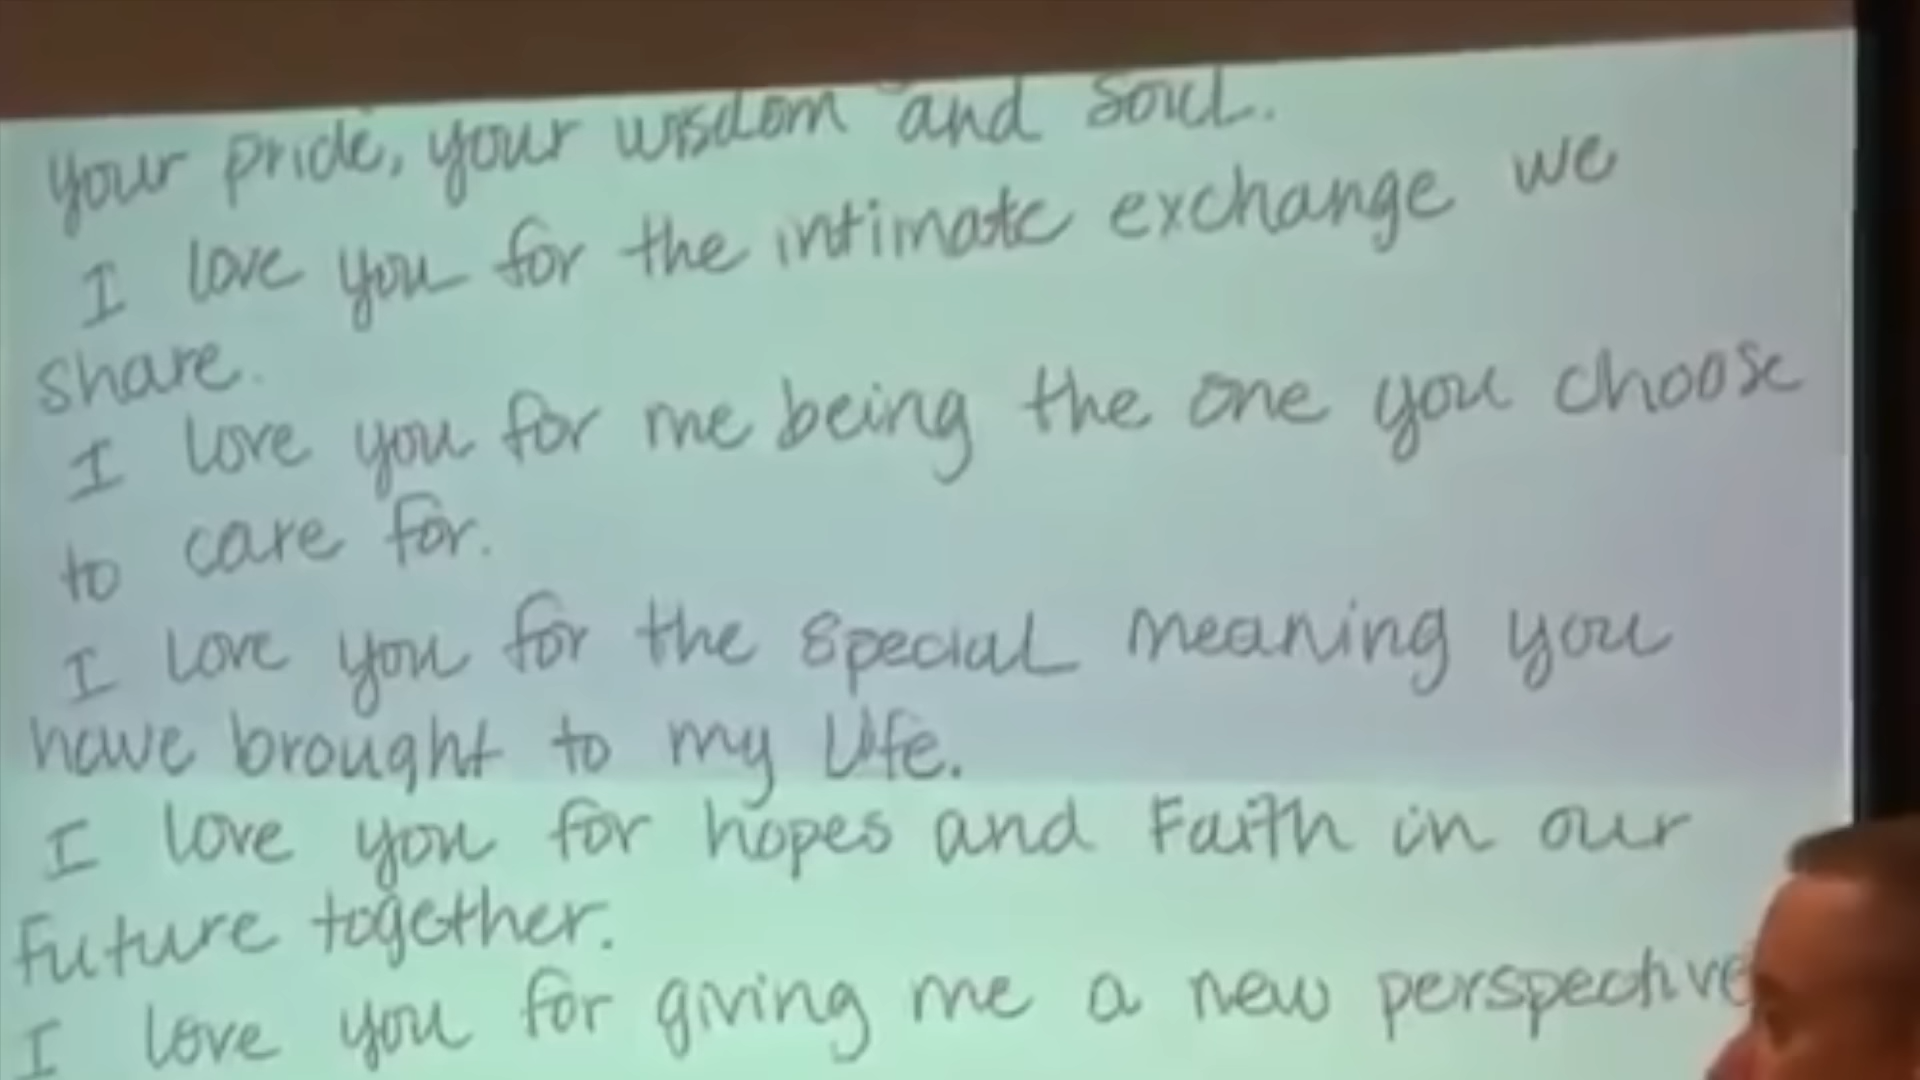 your pride, your wisdom and soul.
I love you for the intimate exchange we
share.
I love you for me being the one you choose
to care for.
I love you for the special meaning you
have brought to my life.
I love you for hopes and Faith in our
Future together.
I love you for giving me a new perspective